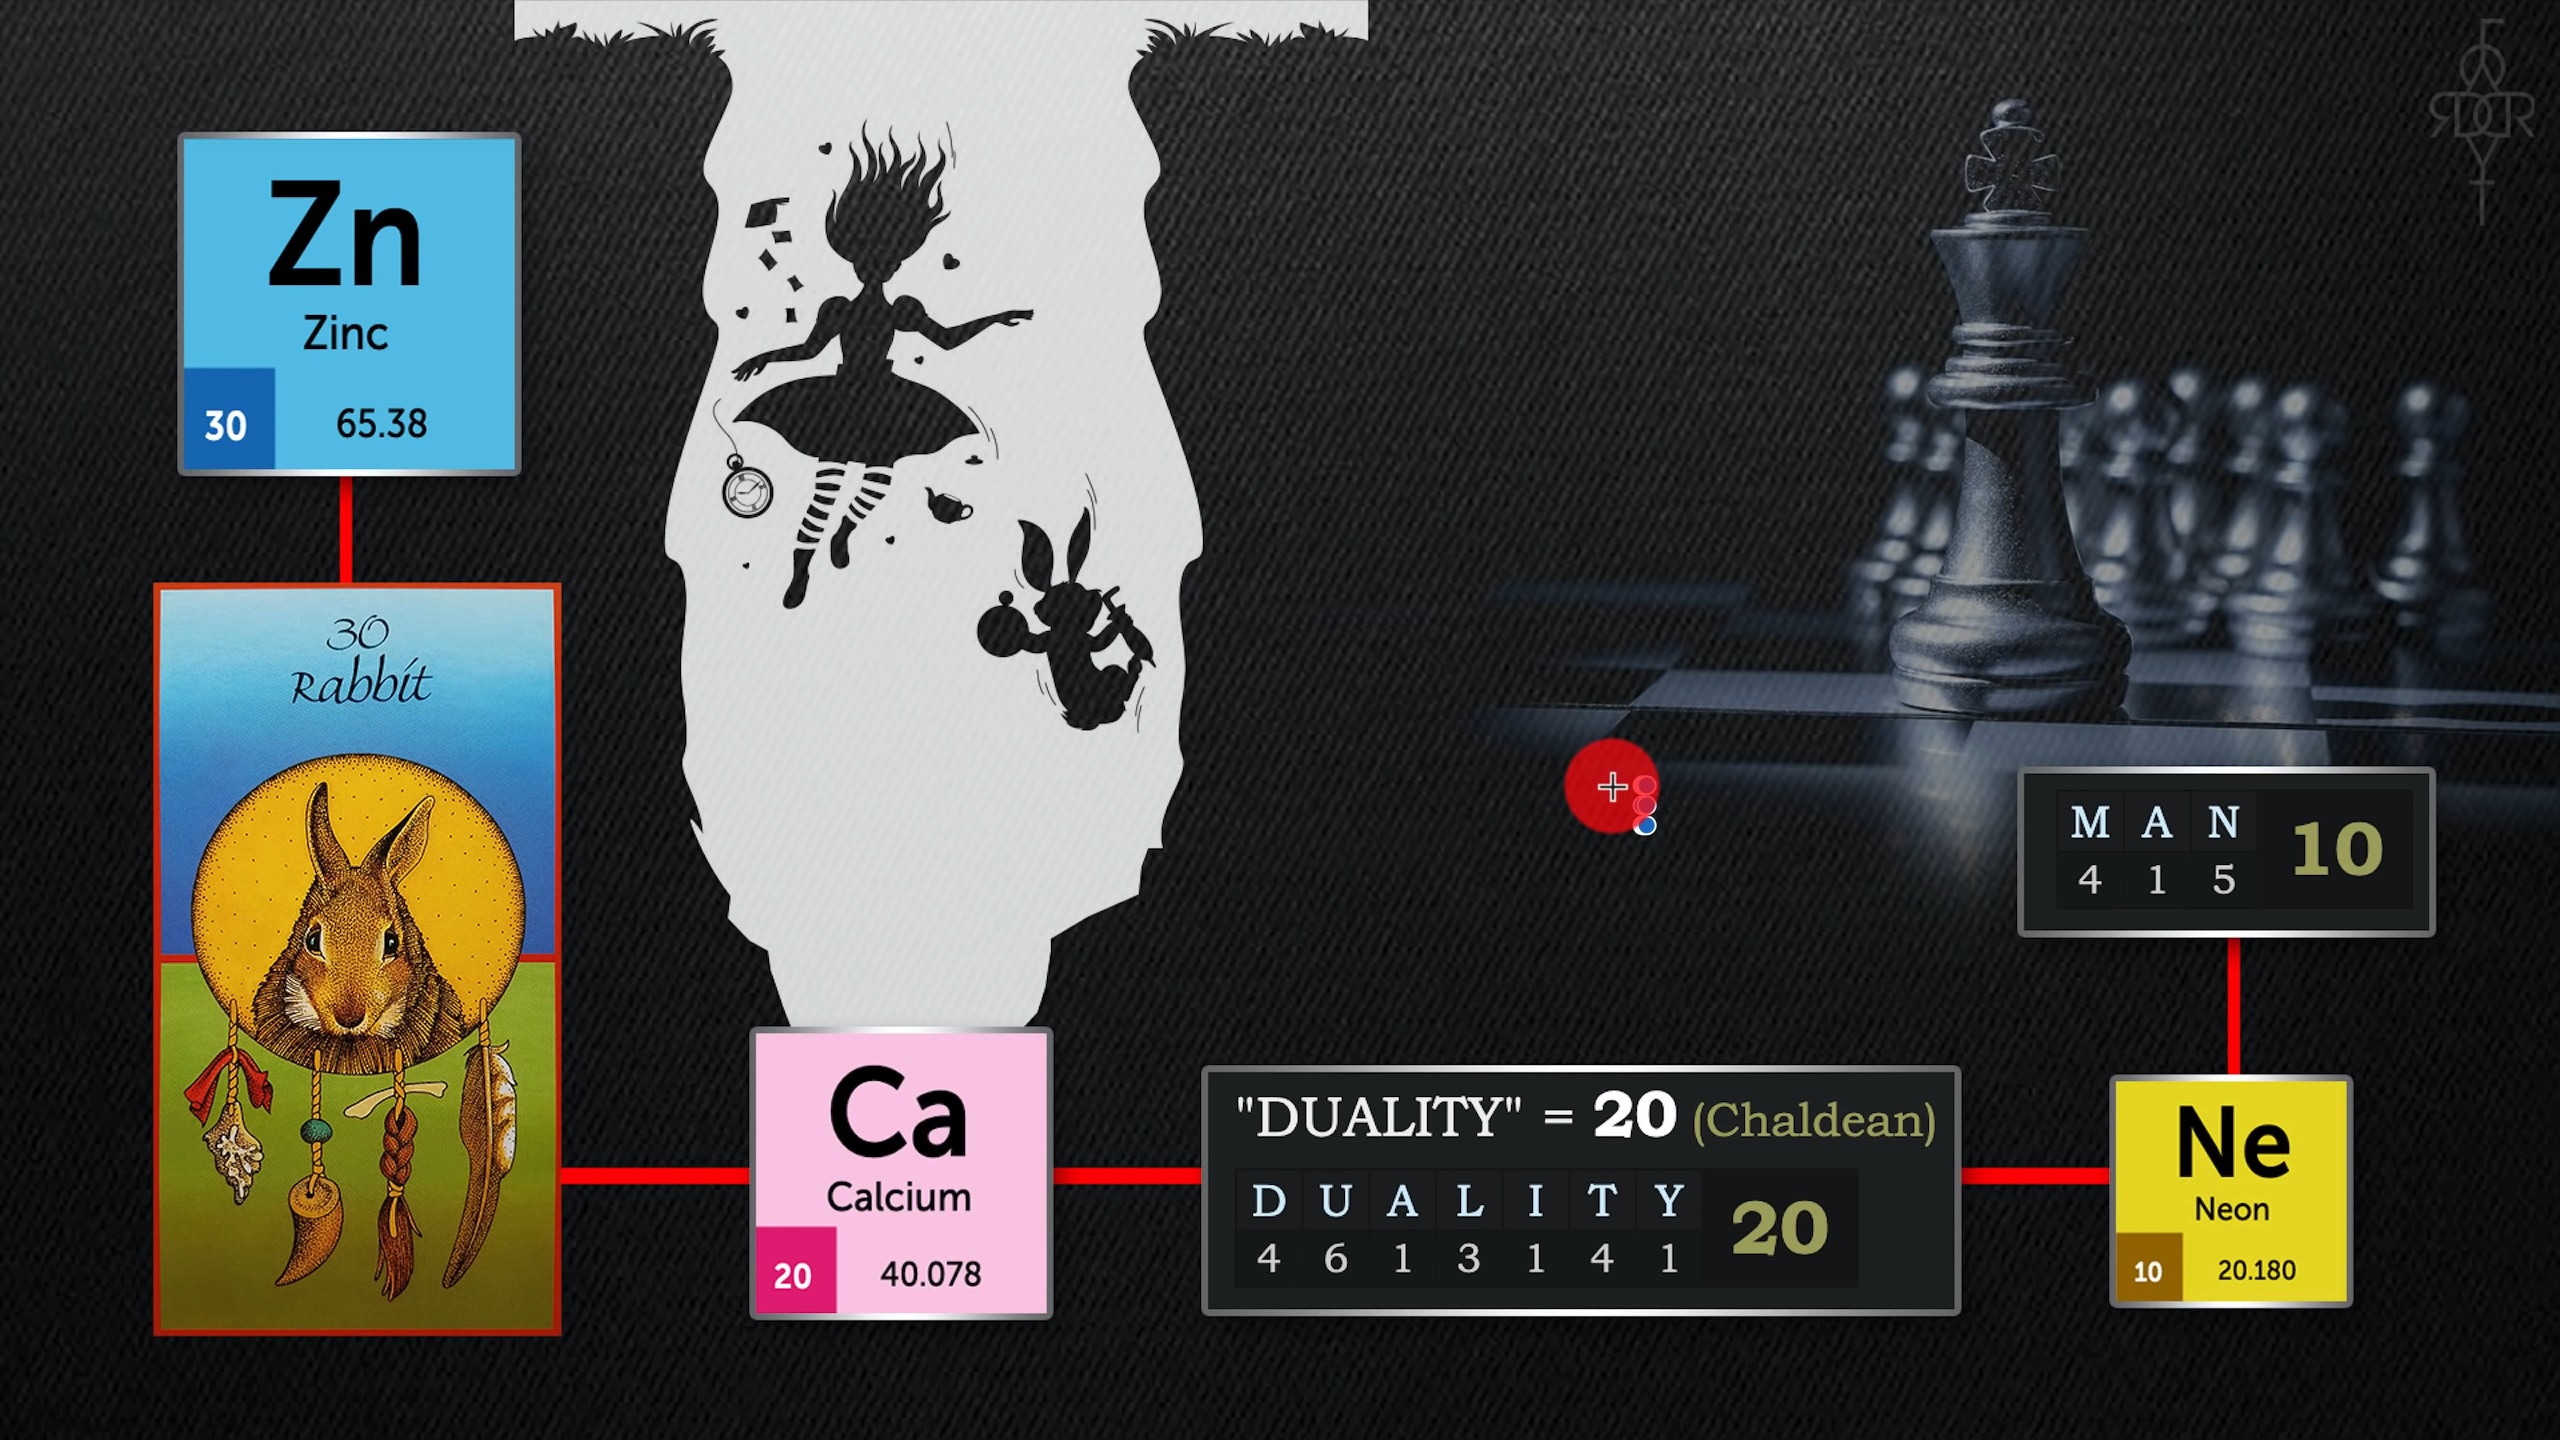 Zn
Zinc
30 65.38
30
Rabbit
Ca
Calcium
20 40.078
"DUALITY" = 20 (Chaldean)
D U A L I T Y 20
4 6 1 3 1 4 1
M A N 10
4 1 5
Ne
Neon
10 20.180